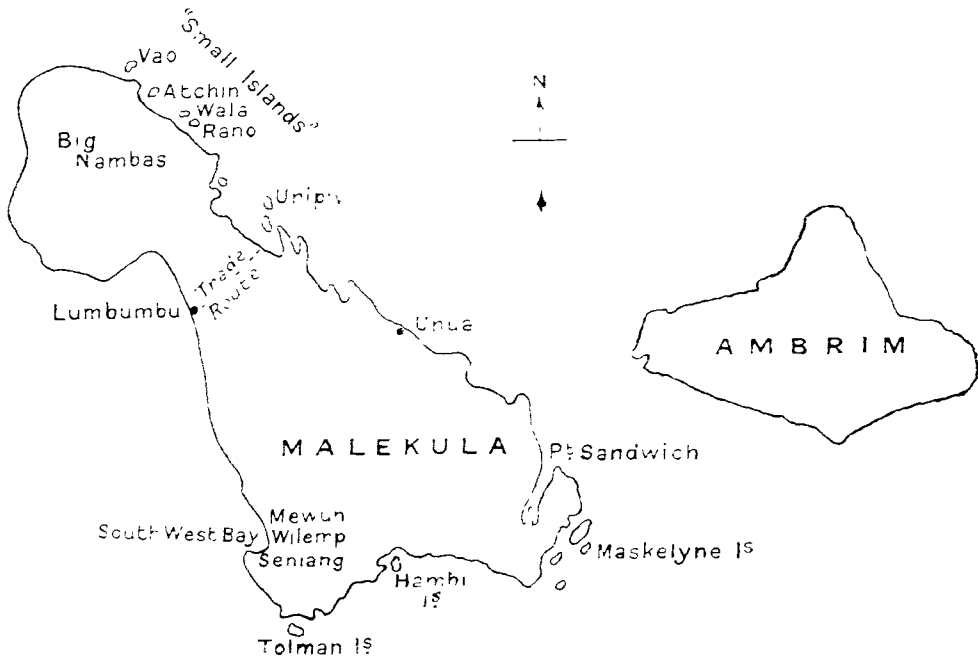 "Small Islands"
Vao
Atchin
Wala
Rano
N
Big
Nambas
Trade
Route
Lumbumbu
Unua
AMBRIM
MALEKULA
Pt Sandwich
Mewun
South West Bay
Wilemp
Seniang
Maskelyne Is
Hambi
Is
Tolman Is